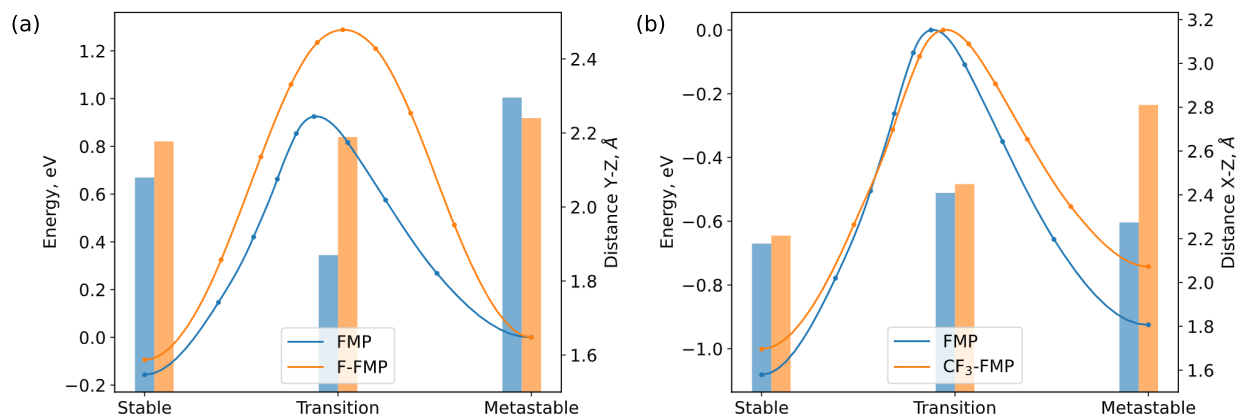 (a)
Energy, eV
1.2
1.0
0.8
0.6
0.4
0.2
0.0
−0.2
Stable
Transition
Metastable
FMP
F-FMP
2.4
2.2
2.0
1.8
1.6
Distance Y-Z, Å
(b)
Energy, eV
0.0
−0.2
−0.4
−0.6
−0.8
−1.0
Stable
Transition
Metastable
FMP
CF₃-FMP
3.2
3.0
2.8
2.6
2.4
2.2
2.0
1.8
1.6
Distance X-Z, Å